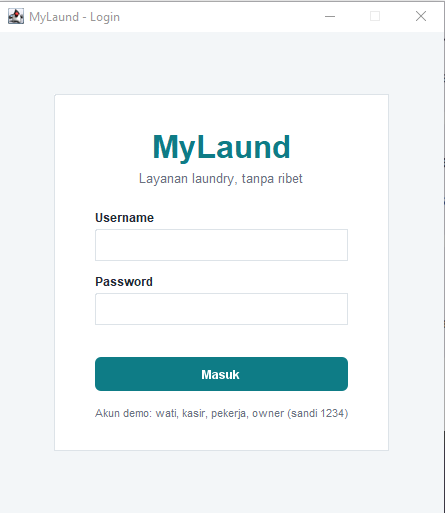 MyLaund - Login
MyLaund
Layanan laundry, tanpa ribet
Username
Password
Masuk
Akun demo: wati, kasir, pekerja, owner (sandi 1234)